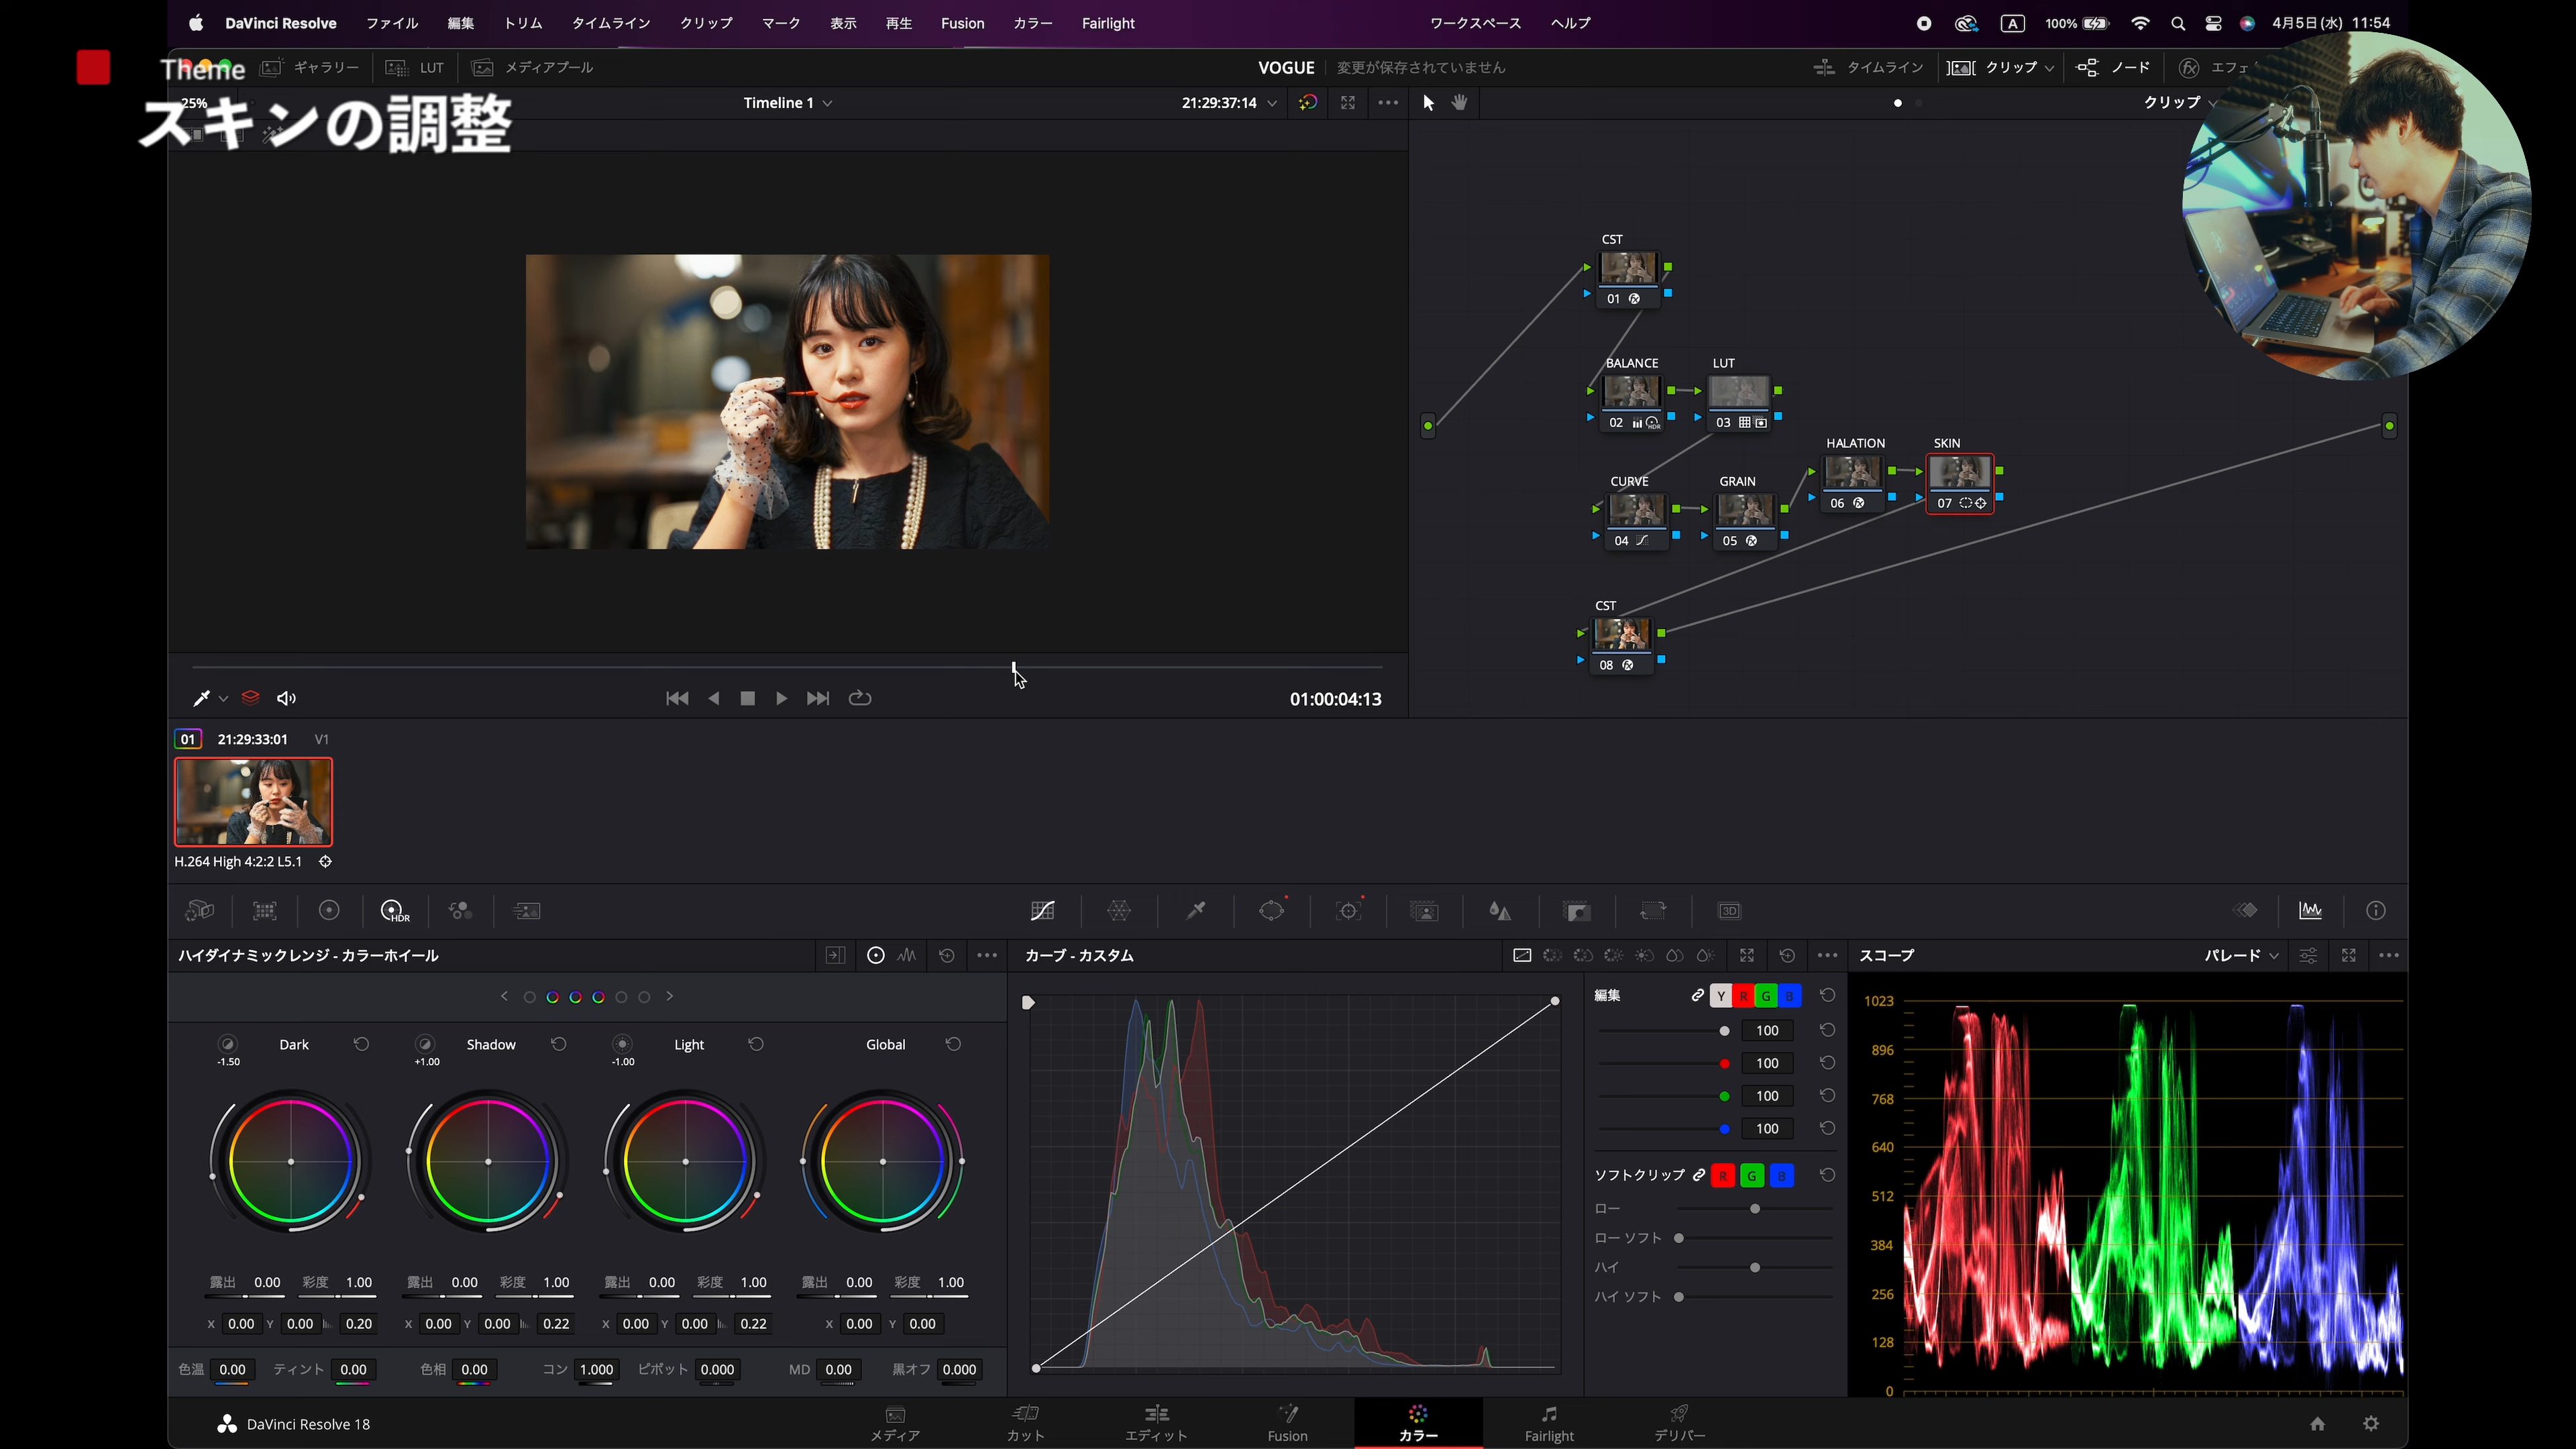 DaVinci Resolve ファイル 編集 トリム タイムライン クリップ マーク 表示 再生 Fusion カラー Fairlight ワークスペース ヘルプ A 100% 4月5日(水) 11:54
Theme
ギャラリー LUT メディアプール VOGUE 変更が保存されていません タイムライン クリップ ノード エフェ
スキンの調整
25% Timeline 1 21:29:37:14 クリップ
CST
01
BALANCE LUT
02 HDR 03
HALATION SKIN
06 07
CURVE GRAIN
04 05
CST
08
01:00:04:13
01 21:29:33:01 V1
H.264 High 4:2:2 L5.1
HDR 3D
ハイダイナミックレンジ - カラーホイール カーブ - カスタム スコープ パレード
Dark Shadow Light Global
-1.50 +1.00 -1.00
露出 0.00 彩度 1.00 露出 0.00 彩度 1.00 露出 0.00 彩度 1.00 露出 0.00 彩度 1.00
X 0.00 Y 0.00 0.20 X 0.00 Y 0.00 0.22 X 0.00 Y 0.00 0.22 X 0.00 Y 0.00
色温 0.00 ティント 0.00 色相 0.00 コン 1.000 ピボット 0.000 MD 0.00 黒オフ 0.000
編集 Y R G B
100
100
100
100
ソフトクリップ R G B
ロー
ロー ソフト
ハイ
ハイ ソフト
1023
896
768
640
512
384
256
128
0
DaVinci Resolve 18 メディア カット エディット Fusion カラー Fairlight デリバー